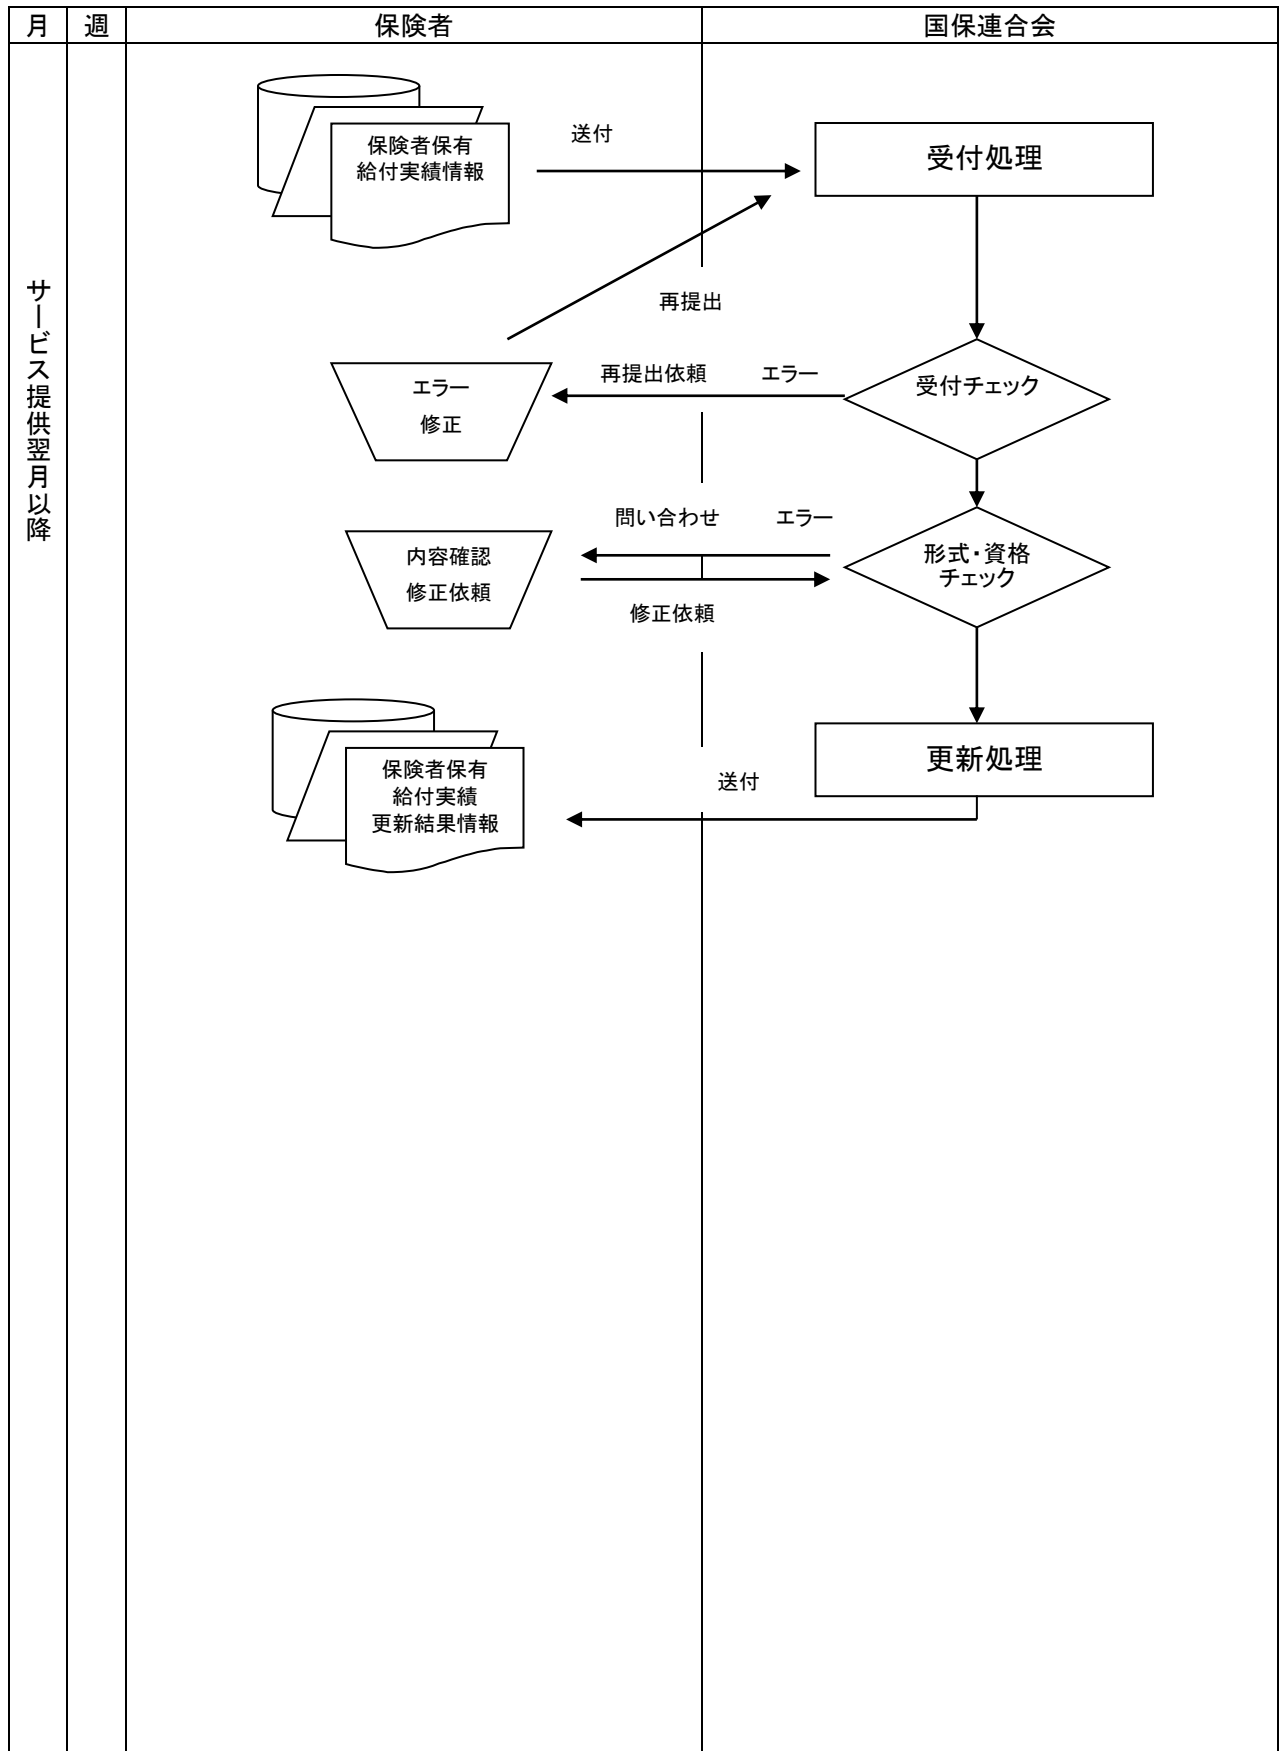 月
週
保険者
国保連合会
サービス提供翌月以降
保険者保有
給付実績情報
送付
受付処理
再提出
エラー
修正
再提出依頼
エラー
受付チェック
問い合わせ
エラー
内容確認
修正依頼
形式・資格
チェック
修正依頼
保険者保有
給付実績
更新結果情報
送付
更新処理